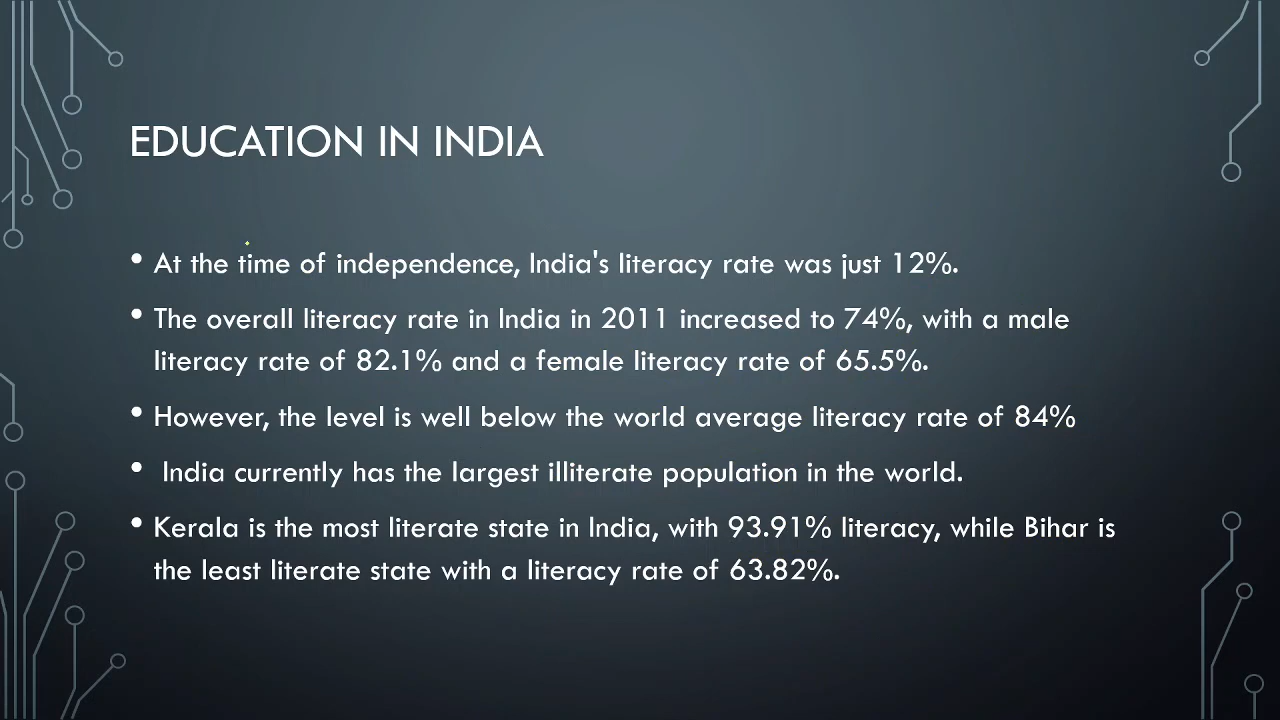 EDUCATION IN INDIA
• At the time of independence, India's literacy rate was just 12%.
• The overall literacy rate in India in 2011 increased to 74%, with a male
literacy rate of 82.1% and a female literacy rate of 65.5%.
• However, the level is well below the world average literacy rate of 84%
• India currently has the largest illiterate population in the world.
• Kerala is the most literate state in India, with 93.91% literacy, while Bihar is
the least literate state with a literacy rate of 63.82%.